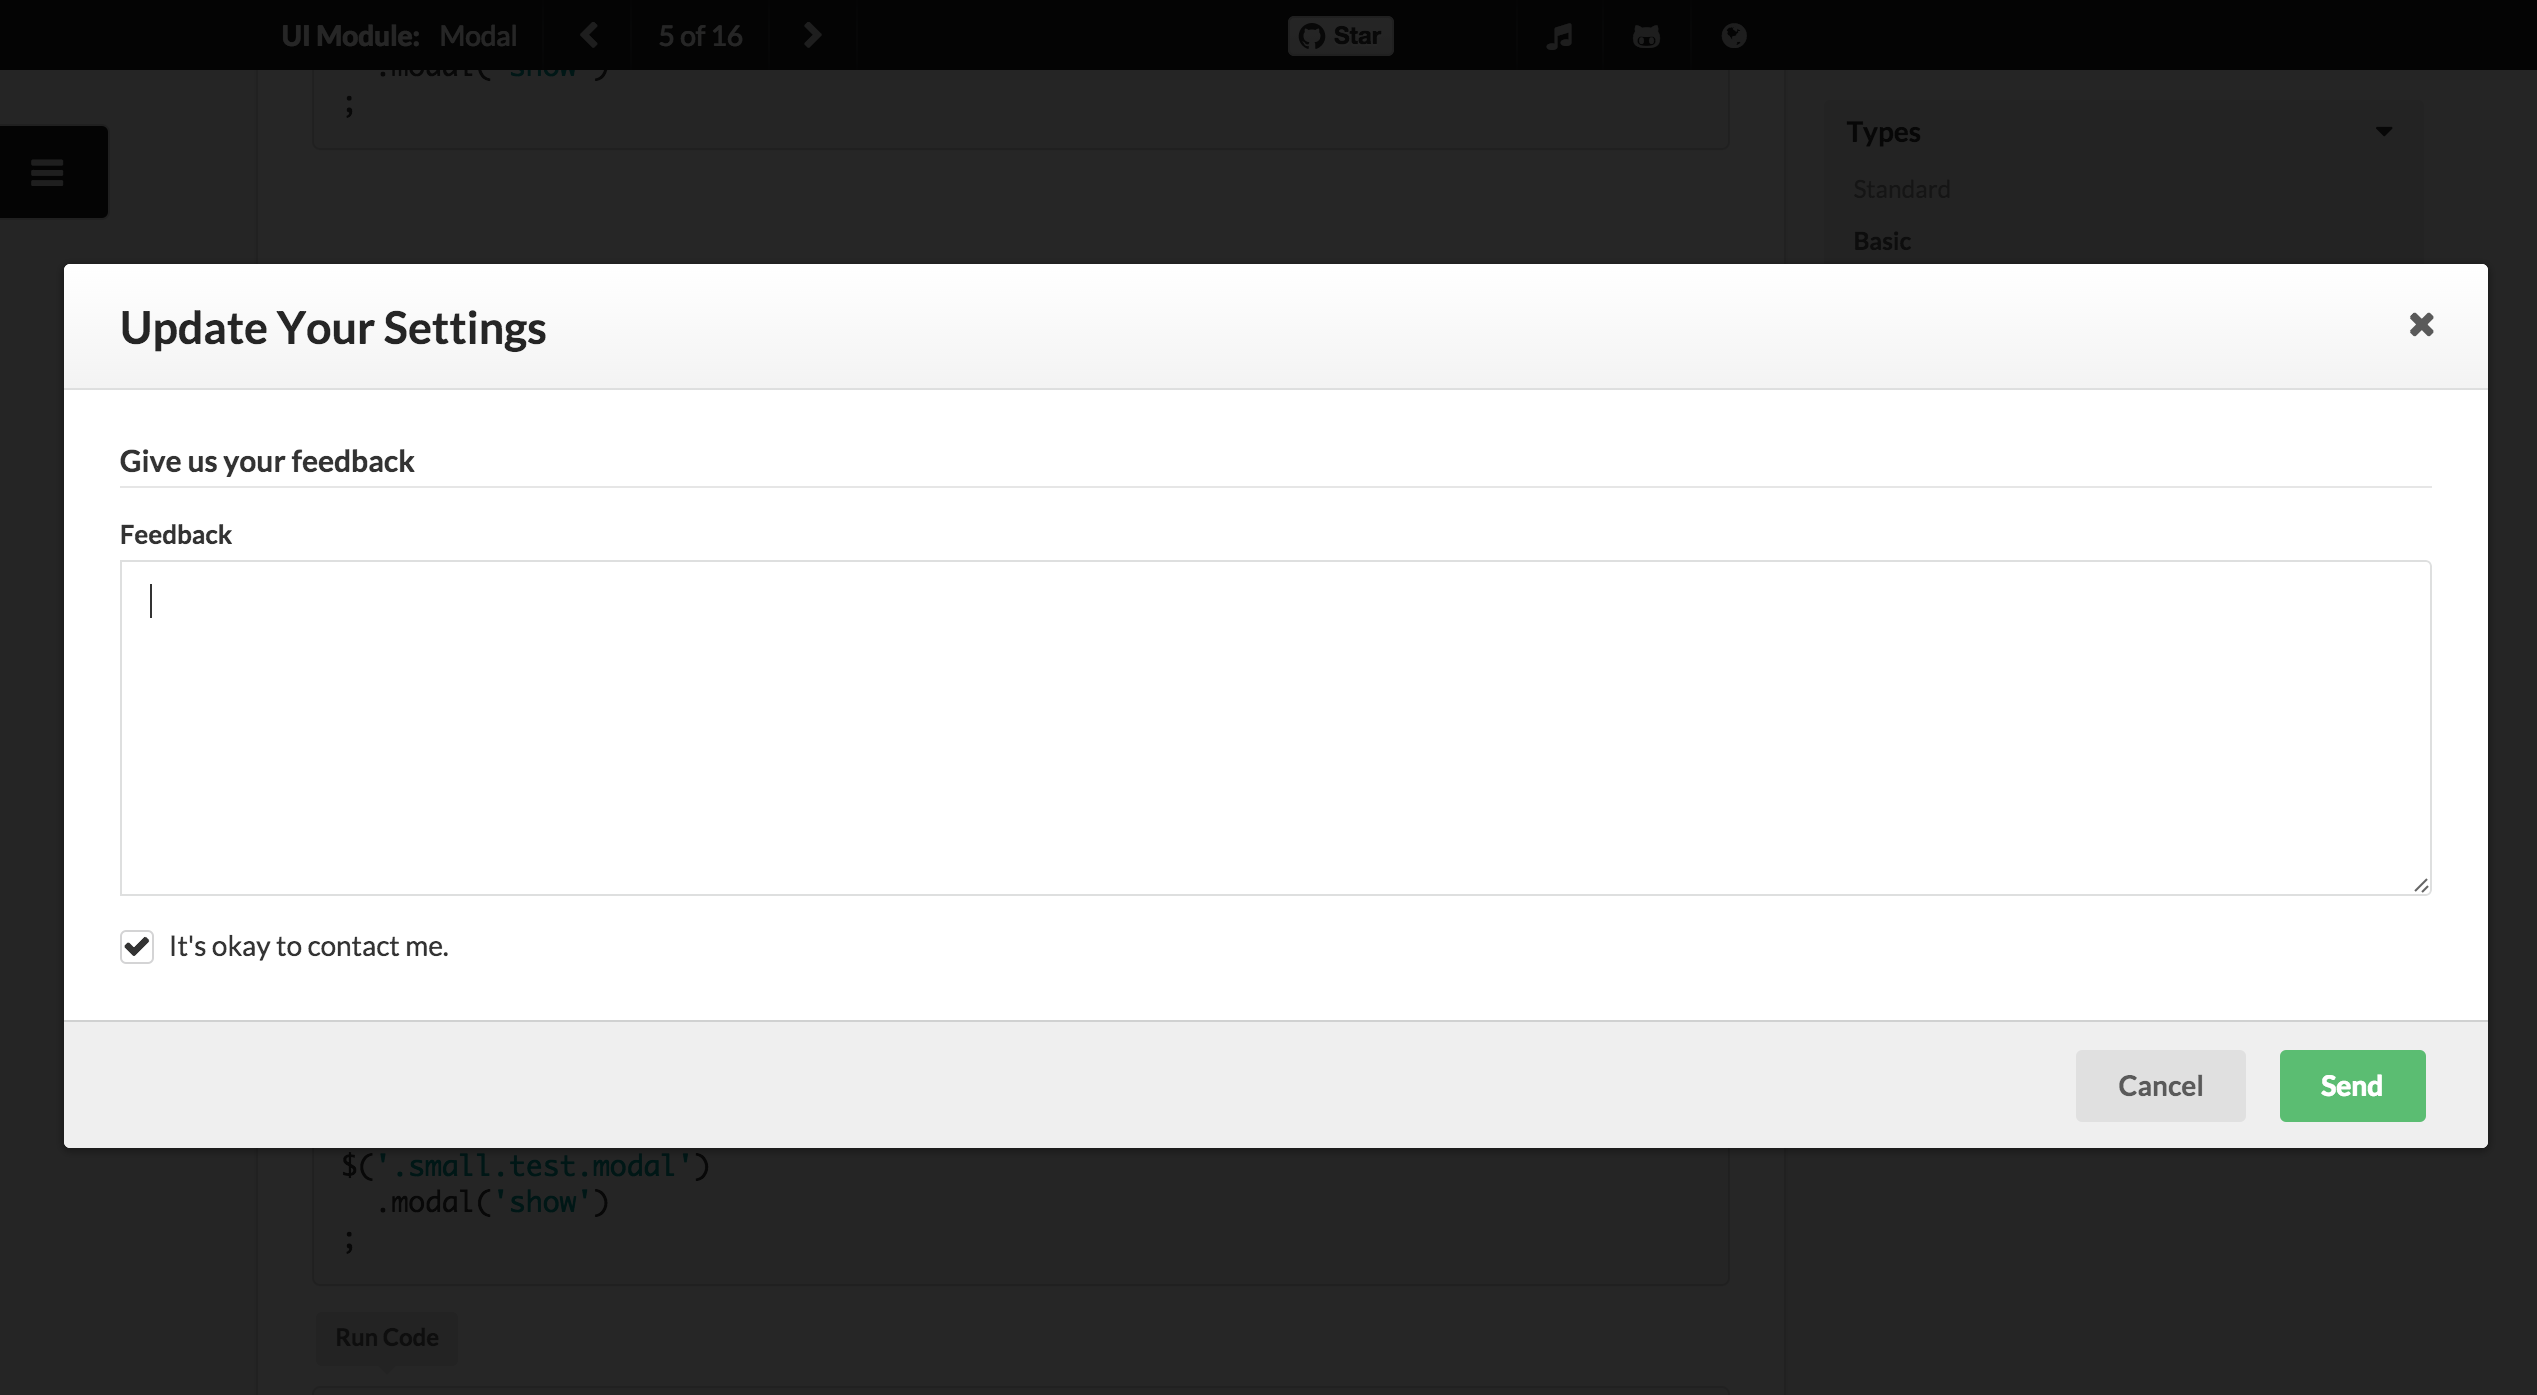 UI Module: Modal
5 of 16
Star
.modal('show')
;
Types
Standard
Basic
Update Your Settings
Give us your feedback
Feedback
It's okay to contact me.
Cancel
Send
$('.small.test.modal')
.modal('show')
;
Run Code